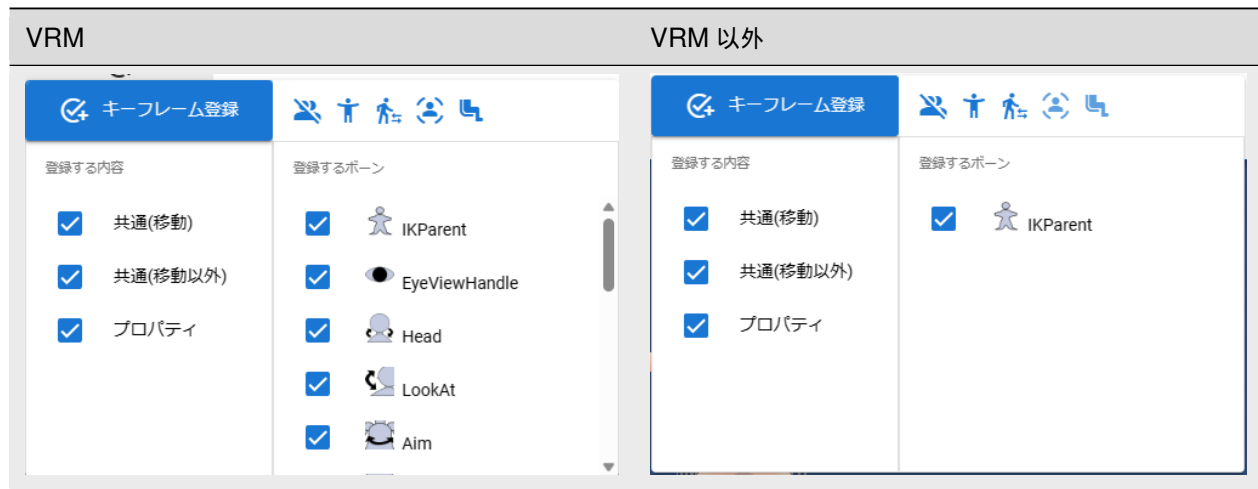 VRM
VRM 以外
キーフレーム登録
登録する内容
登録するボーン
共通(移動)
IKParent
共通(移動以外)
EyeViewHandle
プロパティ
Head
LookAt
Aim
キーフレーム登録
登録する内容
登録するボーン
共通(移動)
IKParent
共通(移動以外)
プロパティ